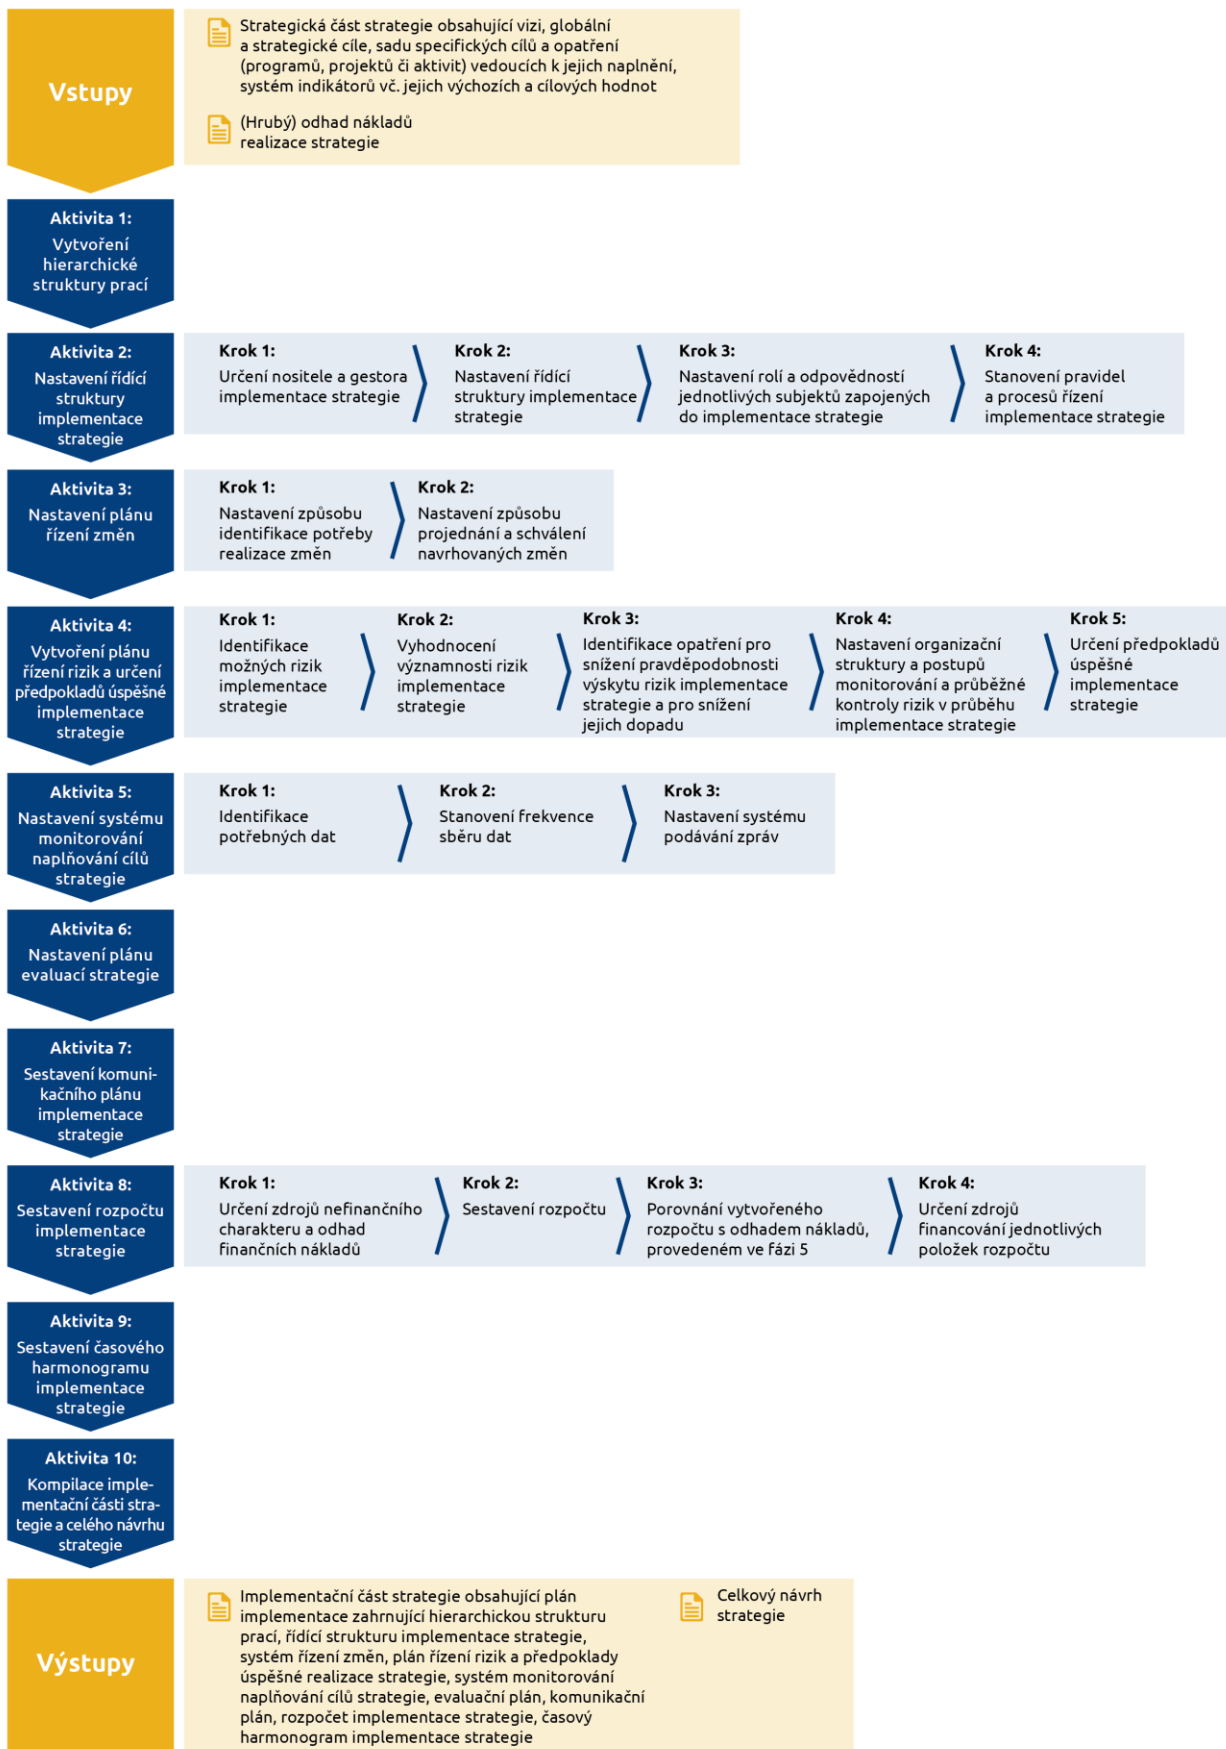 Vstupy
Strategická část strategie obsahující vizi, globální
a strategické cíle, sadu specifických cílů a opatření
(programů, projektů či aktivit) vedoucích k jejich naplnění,
systém indikátorů vč. jejich výchozích a cílových hodnot
(Hrubý) odhad nákladů
realizace strategie
Aktivita 1:
Vytvoření
hierarchické
struktury prací
Aktivita 2:
Nastavení řídící
struktury
implementace
strategie
Krok 1:
Určení nositele a gestora
implementace strategie
Krok 2:
Nastavení řídící
struktury implementace
strategie
Krok 3:
Nastavení rolí a odpovědností
jednotlivých subjektů zapojených
do implementace strategie
Krok 4:
Stanovení pravidel
a procesů řízení
implementace strategie
Aktivita 3:
Nastavení plánu
řízení změn
Krok 1:
Nastavení způsobu
identifikace potřeby
realizace změn
Krok 2:
Nastavení způsobu
projednání a schválení
navrhovaných změn
Aktivita 4:
Vytvoření plánu
řízení rizik a určení
předpokladů úspěšné
implementace
strategie
Krok 1:
Identifikace
možných rizik
implementace
strategie
Krok 2:
Vyhodnocení
významnosti rizik
implementace
strategie
Krok 3:
Identifikace opatření pro
snížení pravděpodobnosti
výskytu rizik implementace
strategie a pro snížení
jejich dopadu
Krok 4:
Nastavení organizační
struktury a postupů
monitorování a průběžné
kontroly rizik v průběhu
implementace strategie
Krok 5:
Určení předpokladů
úspěšné
implementace
strategie
Aktivita 5:
Nastavení systému
monitorování
naplňování cílů
strategie
Krok 1:
Identifikace
potřebných dat
Krok 2:
Stanovení frekvence
sběru dat
Krok 3:
Nastavení systému
podávání zpráv
Aktivita 6:
Nastavení plánu
evaluací strategie
Aktivita 7:
Sestavení komuni-
kačního plánu
implementace
strategie
Aktivita 8:
Sestavení rozpočtu
implementace
strategie
Krok 1:
Určení zdrojů nefinančního
charakteru a odhad
finančních nákladů
Krok 2:
Sestavení rozpočtu
Krok 3:
Porovnání vytvořeného
rozpočtu s odhadem nákladů,
provedeném ve fázi 5
Krok 4:
Určení zdrojů
financování jednotlivých
položek rozpočtu
Aktivita 9:
Sestavení časového
harmonogramu
implementace
strategie
Aktivita 10:
Kompilace imple-
mentační části stra-
tegie a celého návrhu
strategie
Výstupy
Implementační část strategie obsahující plán
implementace zahrnující hierarchickou strukturu
prací, řídící strukturu implementace strategie,
systém řízení změn, plán řízení rizik a předpoklady
úspěšné realizace strategie, systém monitorování
naplňování cílů strategie, evaluační plán, komunikační
plán, rozpočet implementace strategie, časový
harmonogram implementace strategie
Celkový návrh
strategie